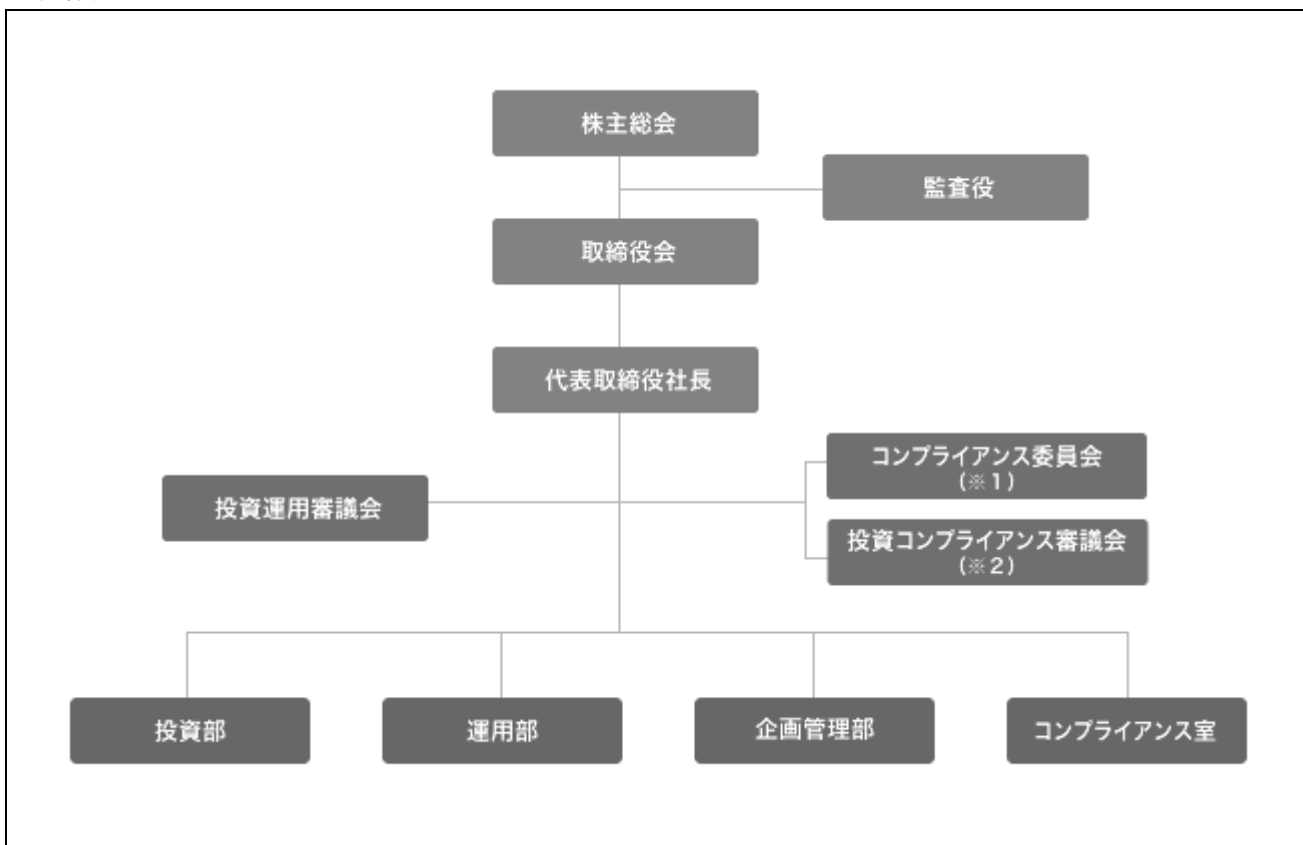 株主総会
監査役
取締役会
代表取締役社長
コンプライアンス委員会
(※1)
投資運用審議会
投資コンプライアンス審議会
(※2)
投資部
運用部
企画管理部
コンプライアンス室